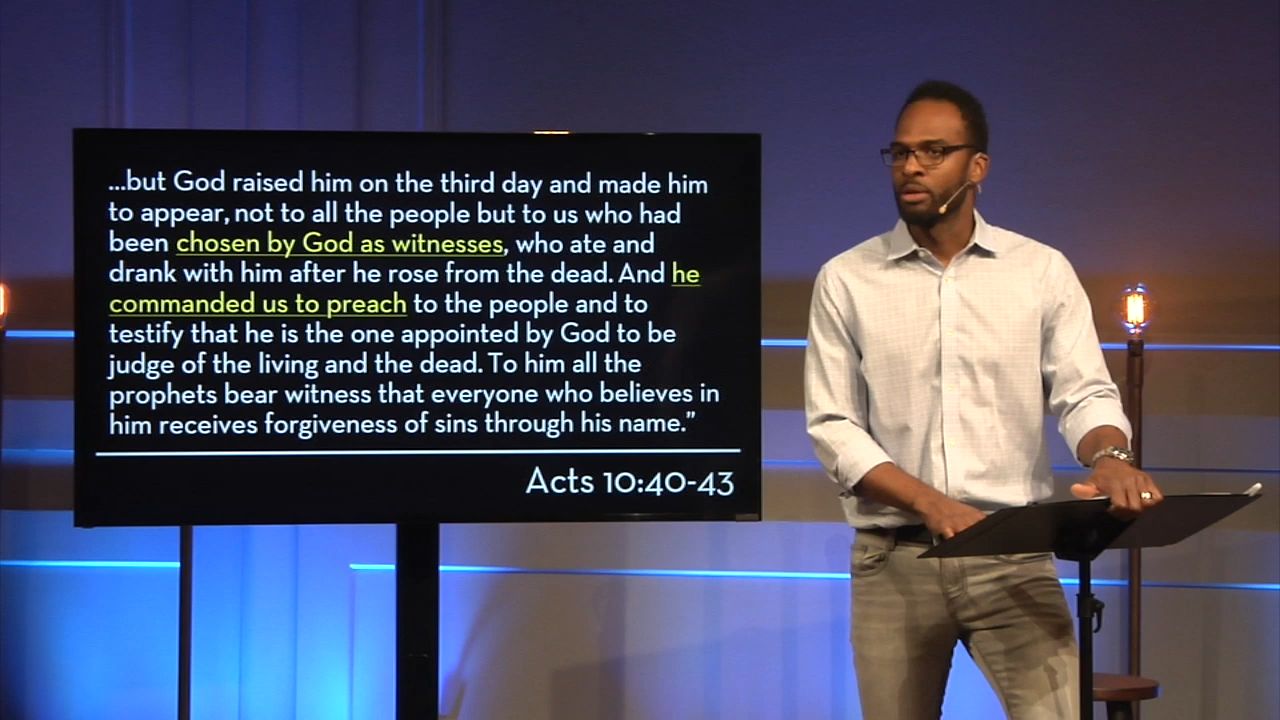 ...but God raised him on the third day and made him
to appear, not to all the people but to us who had
been chosen by God as witnesses, who ate and
drank with him after he rose from the dead. And he
commanded us to preach to the people and to
testify that he is the one appointed by God to be
judge of the living and the dead. To him all the
prophets bear witness that everyone who believes in
him receives forgiveness of sins through his name.”
Acts 10:40-43